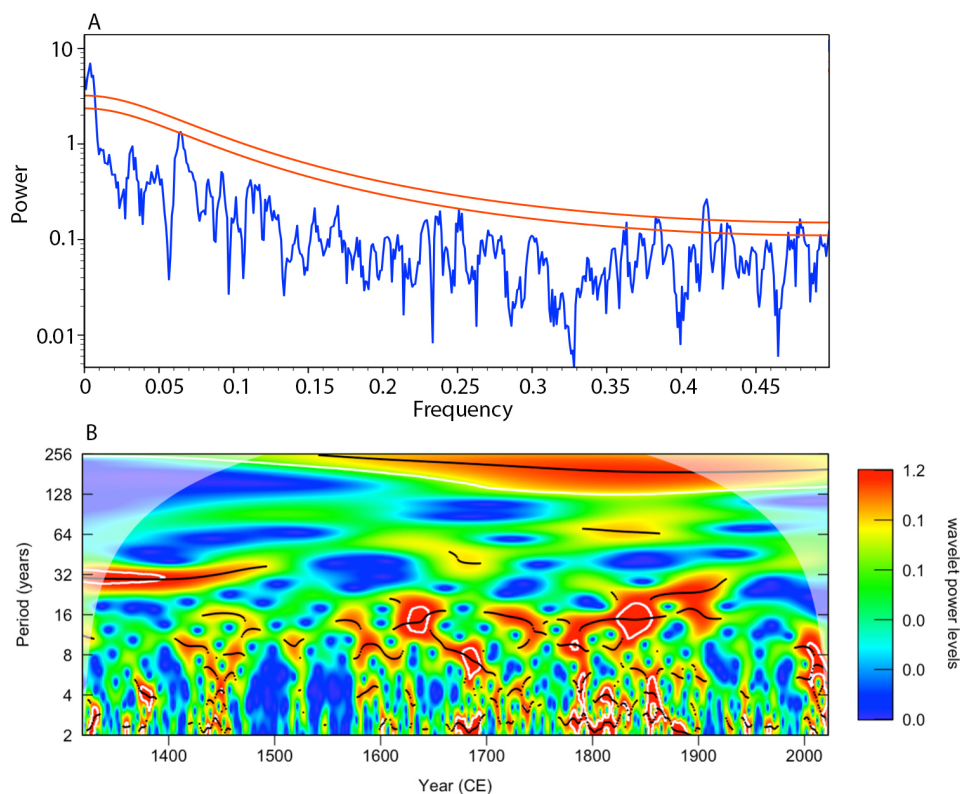 A
Power
10
1
0.1
0.01
0 0.05 0.1 0.15 0.2 0.25 0.3 0.35 0.4 0.45
Frequency
B
Period (years)
256
128
64
32
16
8
4
2
1400 1500 1600 1700 1800 1900 2000
Year (CE)
1.2
0.1
0.1
0.0
0.0
0.0
wavelet power levels